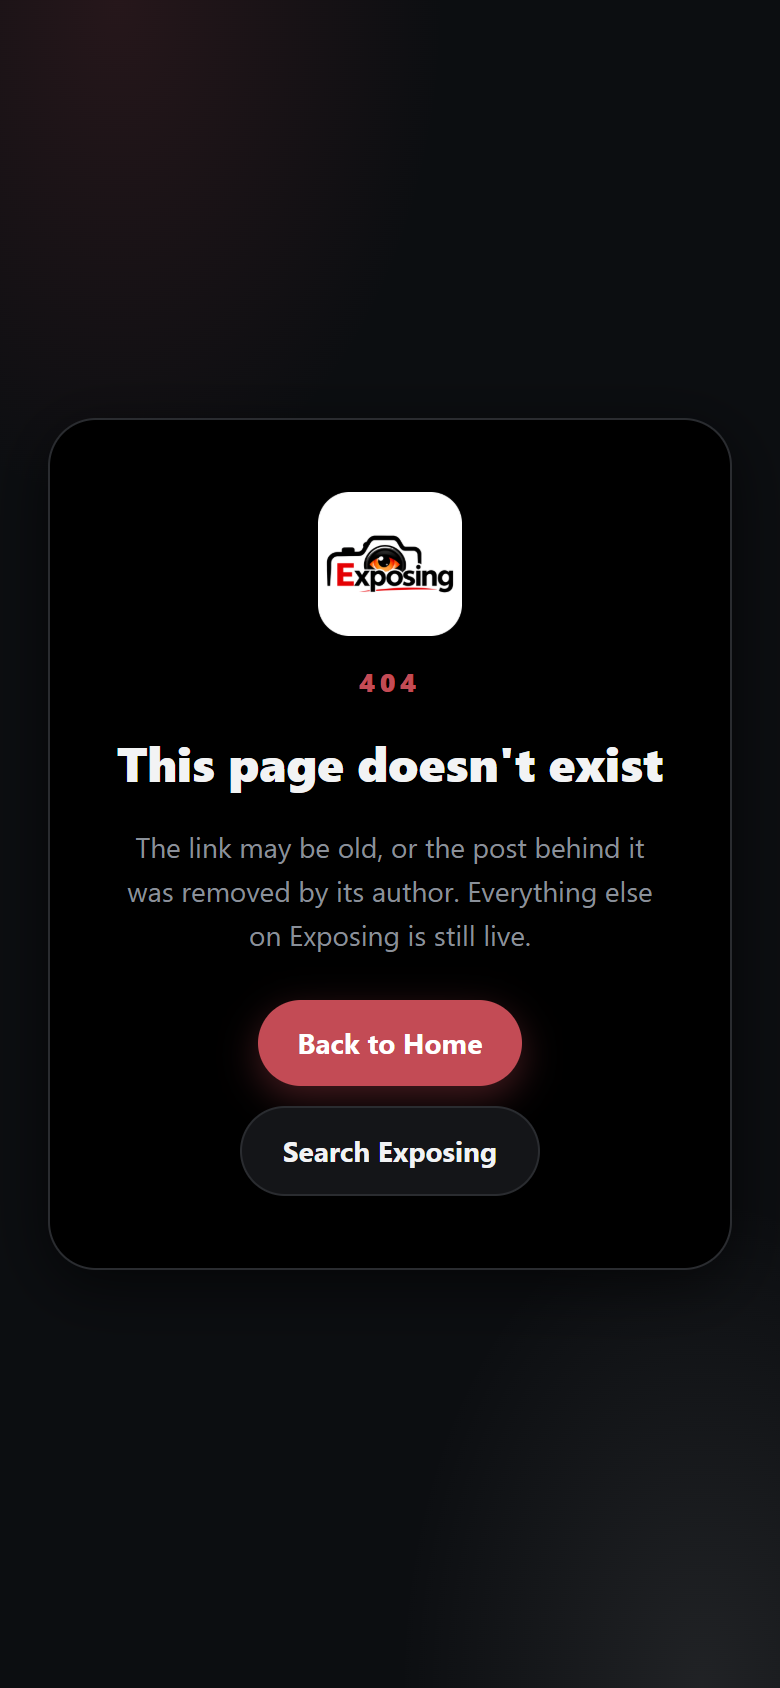 Exposing
404
This page doesn't exist
The link may be old, or the post behind it
was removed by its author. Everything else
on Exposing is still live.
Back to Home
Search Exposing